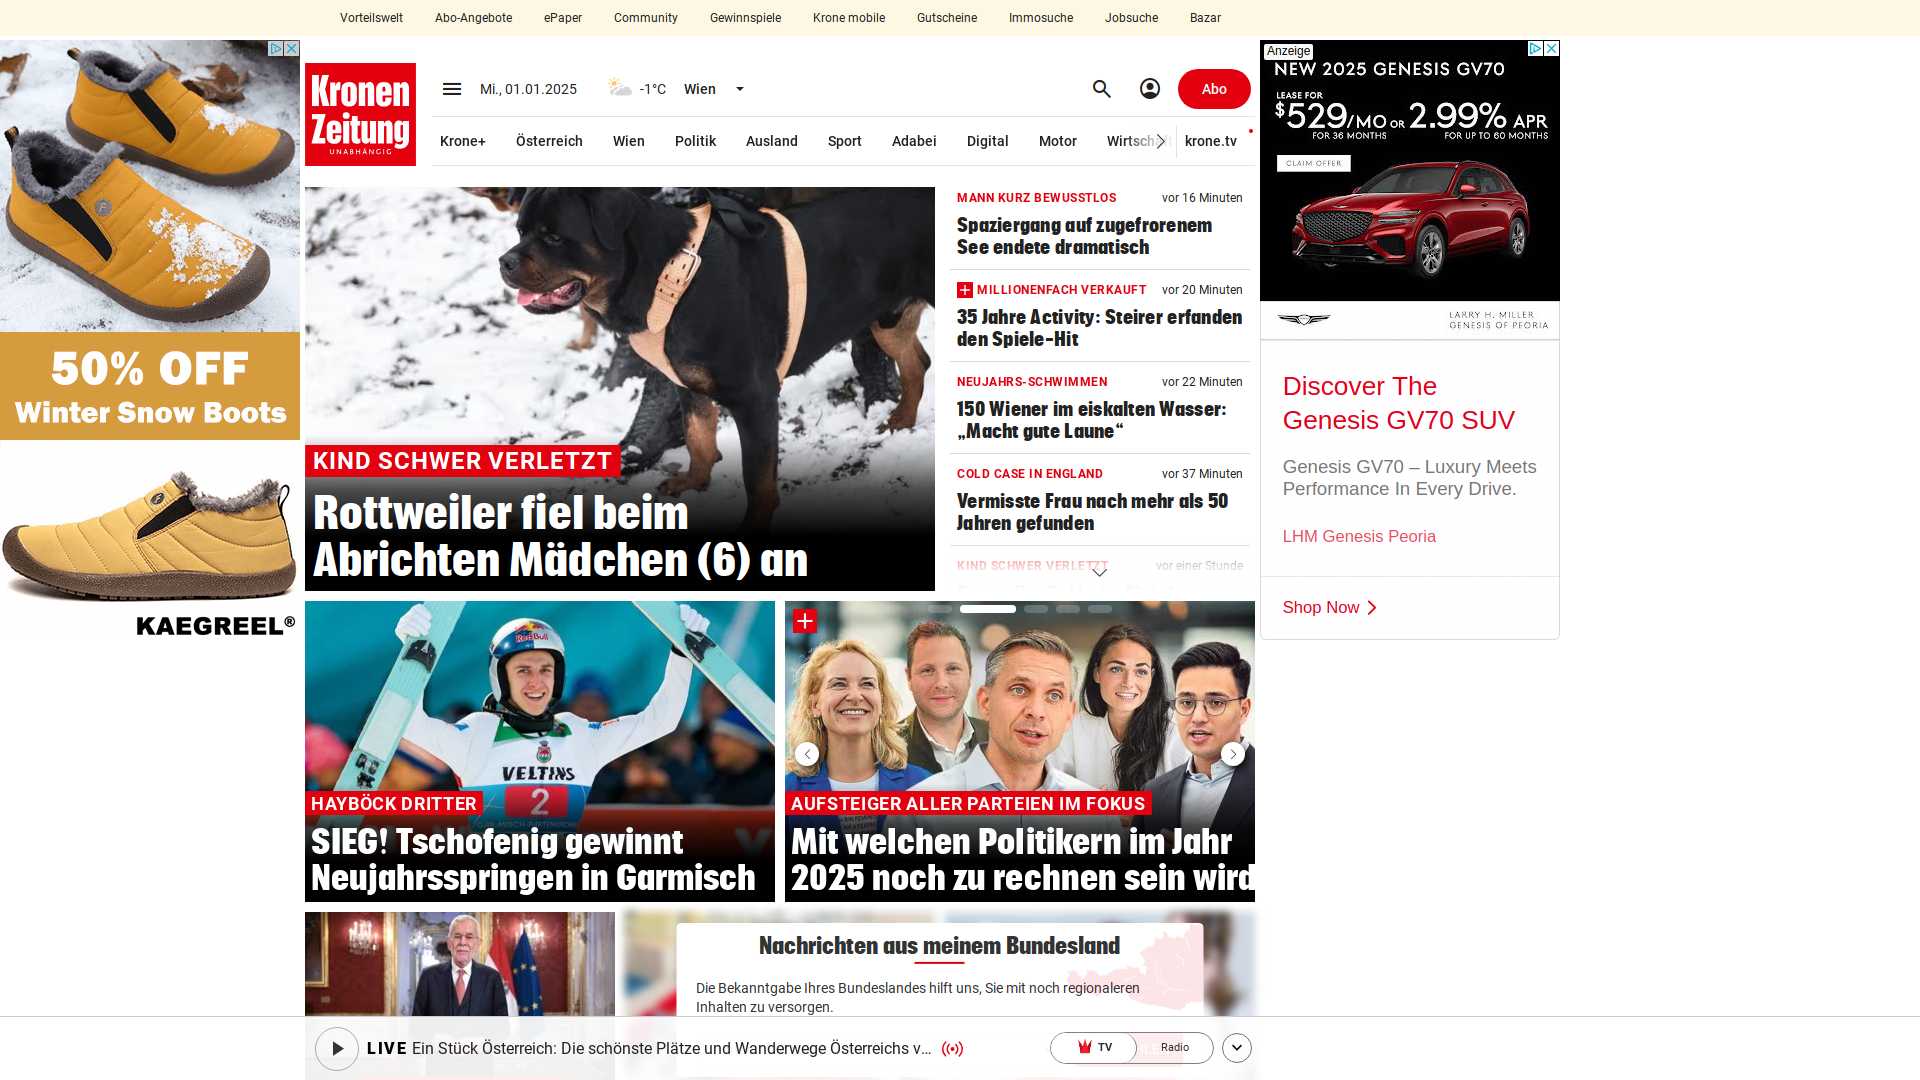 Vorteilswelt
Abo-Angebote
ePaper
Community
Gewinnspiele
Krone mobile
Gutscheine
Immosuche
Jobsuche
Bazar
Kronen
Zeitung
UNABHÄNGIG
Mi., 01.01.2025
-1°C
Wien
Abo
Krone+
Österreich
Wien
Politik
Ausland
Sport
Adabei
Digital
Motor
krone.tv
50% OFF
Winter Snow Boots
KAEGREEL®
KIND SCHWER VERLETZT
Rottweiler fiel beim
Abrichten Mädchen (6) an
MANN KURZ BEWUSSTLOS
vor 16 Minuten
Spaziergang auf zugefrorenem
See endete dramatisch
MILLIONENFACH VERKAUFT
vor 20 Minuten
35 Jahre Activity: Steirer erfanden
den Spiele-Hit
NEUJAHRS-SCHWIMMEN
vor 22 Minuten
150 Wiener im eiskalten Wasser:
„Macht gute Laune“
COLD CASE IN ENGLAND
vor 37 Minuten
Vermisste Frau nach mehr als 50
Jahren gefunden
KIND SCHWER VERLETZT
vor einer Stunde
Red Bull
VELTINS
2
HAYBÖCK DRITTER
SIEG! Tschofenig gewinnt
Neujahrsspringen in Garmisch
AUFSTEIGER ALLER PARTEIEN IM FOKUS
Mit welchen Politikern im Jahr
2025 noch zu rechnen sein wird
Nachrichten aus meinem Bundesland
Die Bekanntgabe Ihres Bundeslandes hilft uns, Sie mit noch regionaleren
Inhalten zu versorgen.
LIVE Ein Stück Österreich: Die schönste Plätze und Wanderwege Österreichs v...
TV
Radio
Anzeige
NEW 2025 GENESIS GV70
LEASE FOR
$529/MO OR 2.99% APR
FOR 36 MONTHS
FOR UP TO 60 MONTHS
CLAIM OFFER
LARRY H. MILLER
GENESIS OF PEORIA
Discover The
Genesis GV70 SUV
Genesis GV70 – Luxury Meets
Performance In Every Drive.
LHM Genesis Peoria
Shop Now